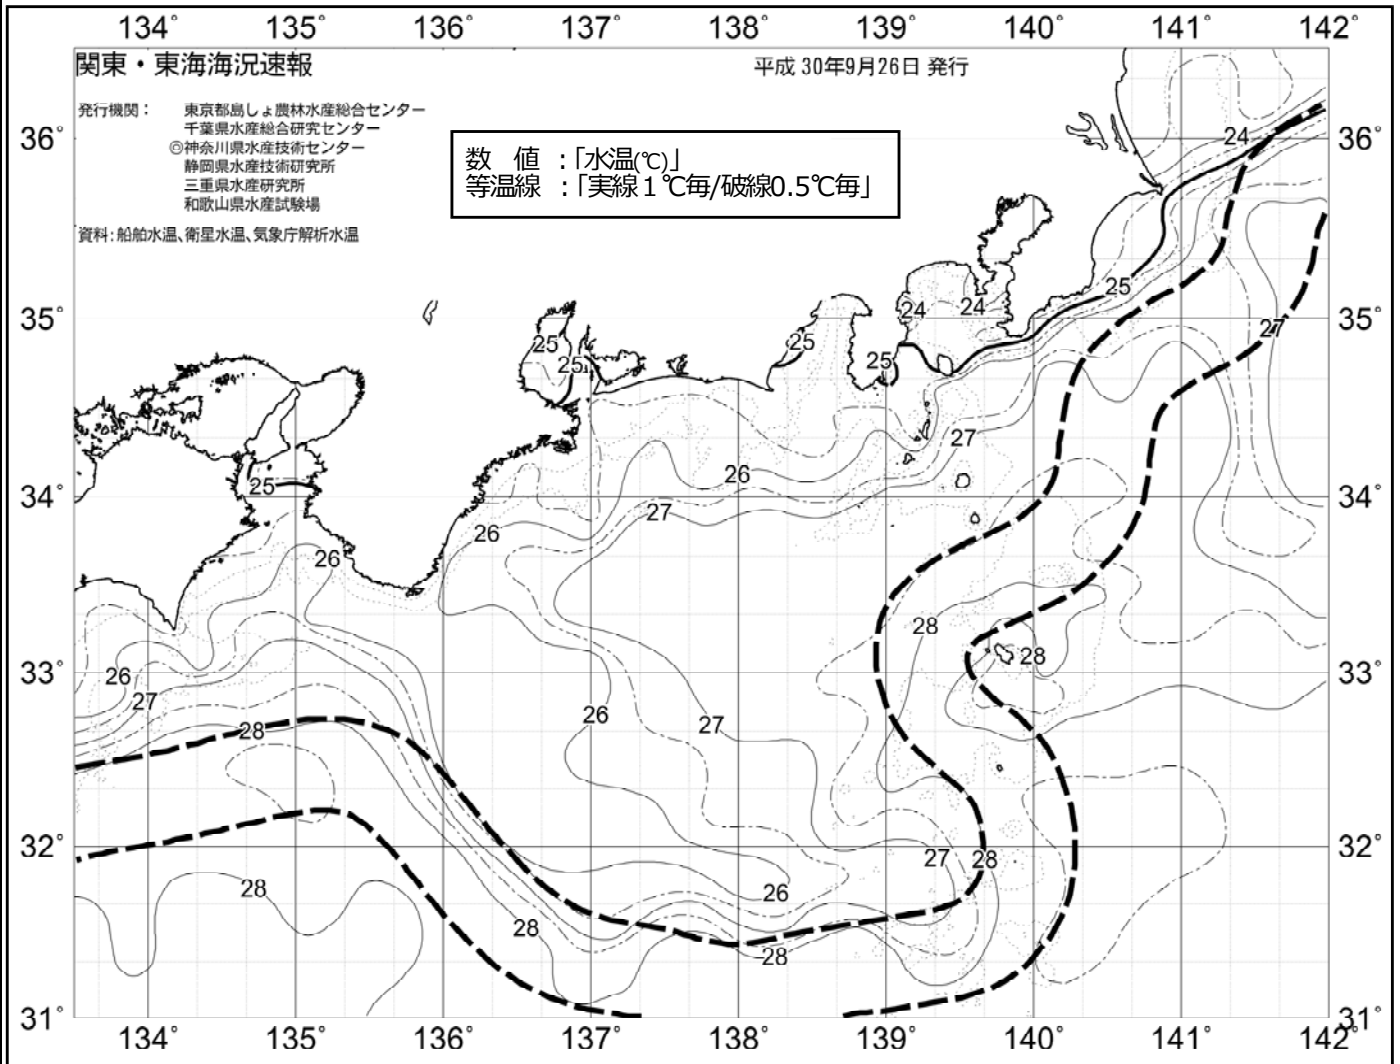 134° 135° 136° 137° 138° 139° 140° 141° 142°
関東・東海海況速報
平成 30年9月26日 発行
発行機関： 東京都島しょ農林水産総合センター
千葉県水産総合研究センター
◎神奈川県水産技術センター
静岡県水産技術研究所
三重県水産研究所
和歌山県水産試験場
資料：船舶水温、衛星水温、気象庁解析水温
数 値 ：「水温(℃)」
等温線 ：「実線１℃毎/破線0.5℃毎」
36° 24 36°
25
35° 24 24 35°
27
25 25 25 25
27
26
25
34° 34°
27
26
26
28
28
33° 26 33°
27
26 27
28
32° 32°
27 28
28 26
28
28
31° 31°
134° 135° 136° 137° 138° 139° 140° 141° 142°